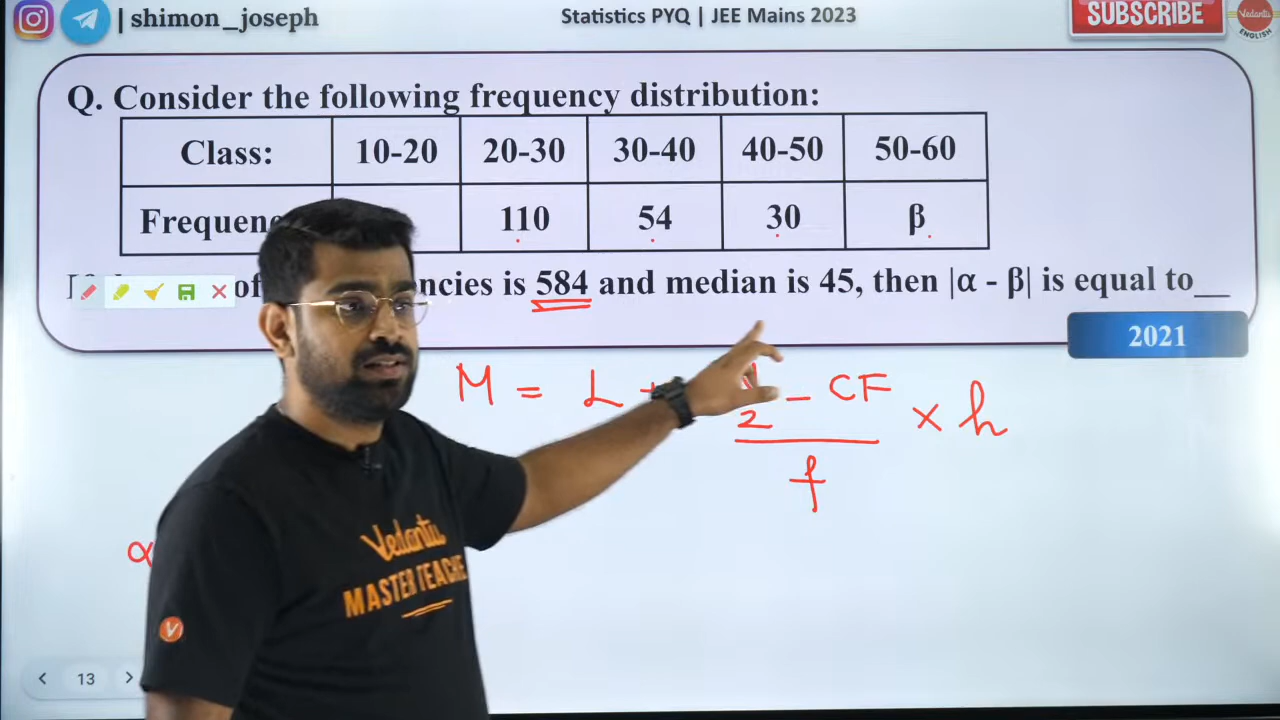 | shimon_joseph
Statistics PYQ | JEE Mains 2023
SUBSCRIBE
Vedantu
ENGLISH
Q. Consider the following frequency distribution:
Class: 10-20 20-30 30-40 40-50 50-60
110 54 30 β
of is 584 and median is 45, then |α - β| is equal to__
2021
M = L + 2 - CF × h
f
α
Vedantu
MASTER TEACHE
V
13